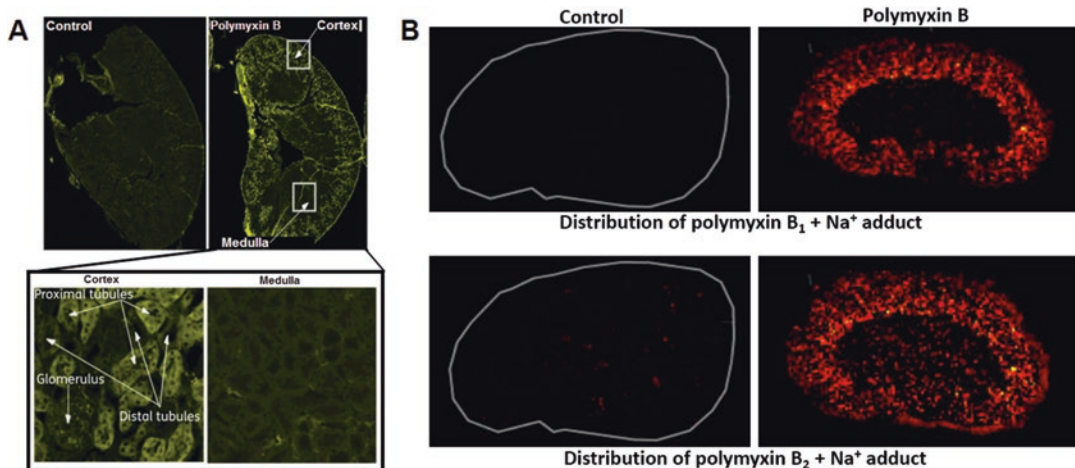 A
Control
Polymyxin B
Cortex
Medulla
Cortex
Medulla
Proximal tubules
Glomerulus
Distal tubules
B
Control
Polymyxin B
Distribution of polymyxin B₁ + Na⁺ adduct
Distribution of polymyxin B₂ + Na⁺ adduct